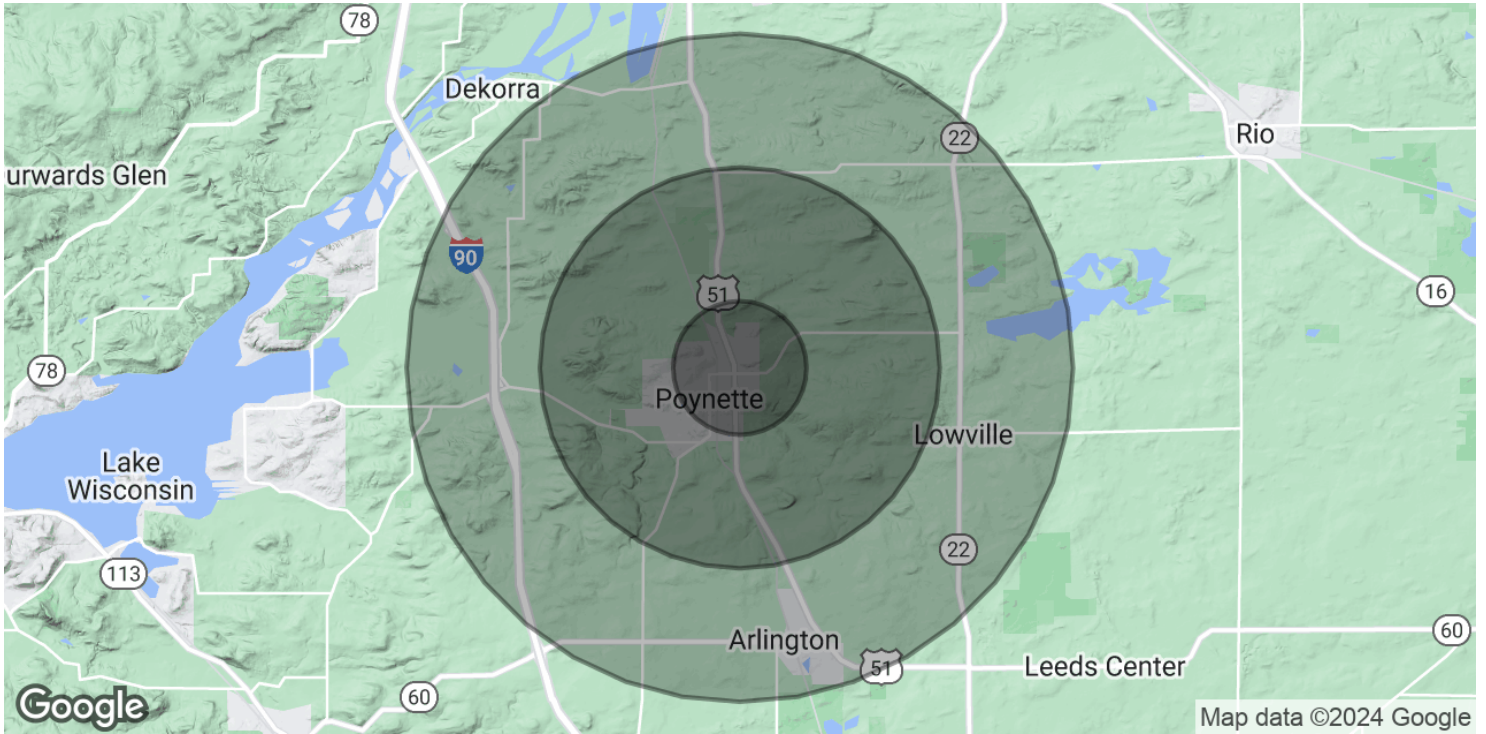 78
Dekorra
22
Rio
urwards Glen
90
51
16
78
Poynette
Lowville
Lake
Wisconsin
22
113
Arlington
60
51
Leeds Center
60
Google
Map data ©2024 Google